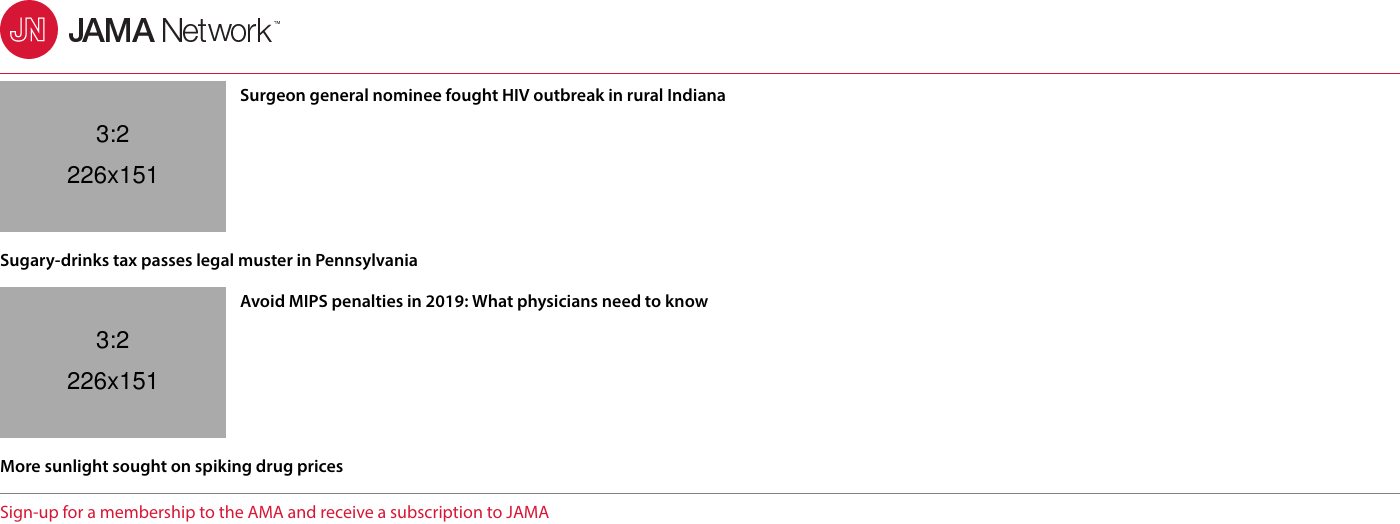 JN JAMA Network™
Surgeon general nominee fought HIV outbreak in rural Indiana
3:2
226x151
Sugary-drinks tax passes legal muster in Pennsylvania
Avoid MIPS penalties in 2019: What physicians need to know
3:2
226x151
More sunlight sought on spiking drug prices
Sign-up for a membership to the AMA and receive a subscription to JAMA